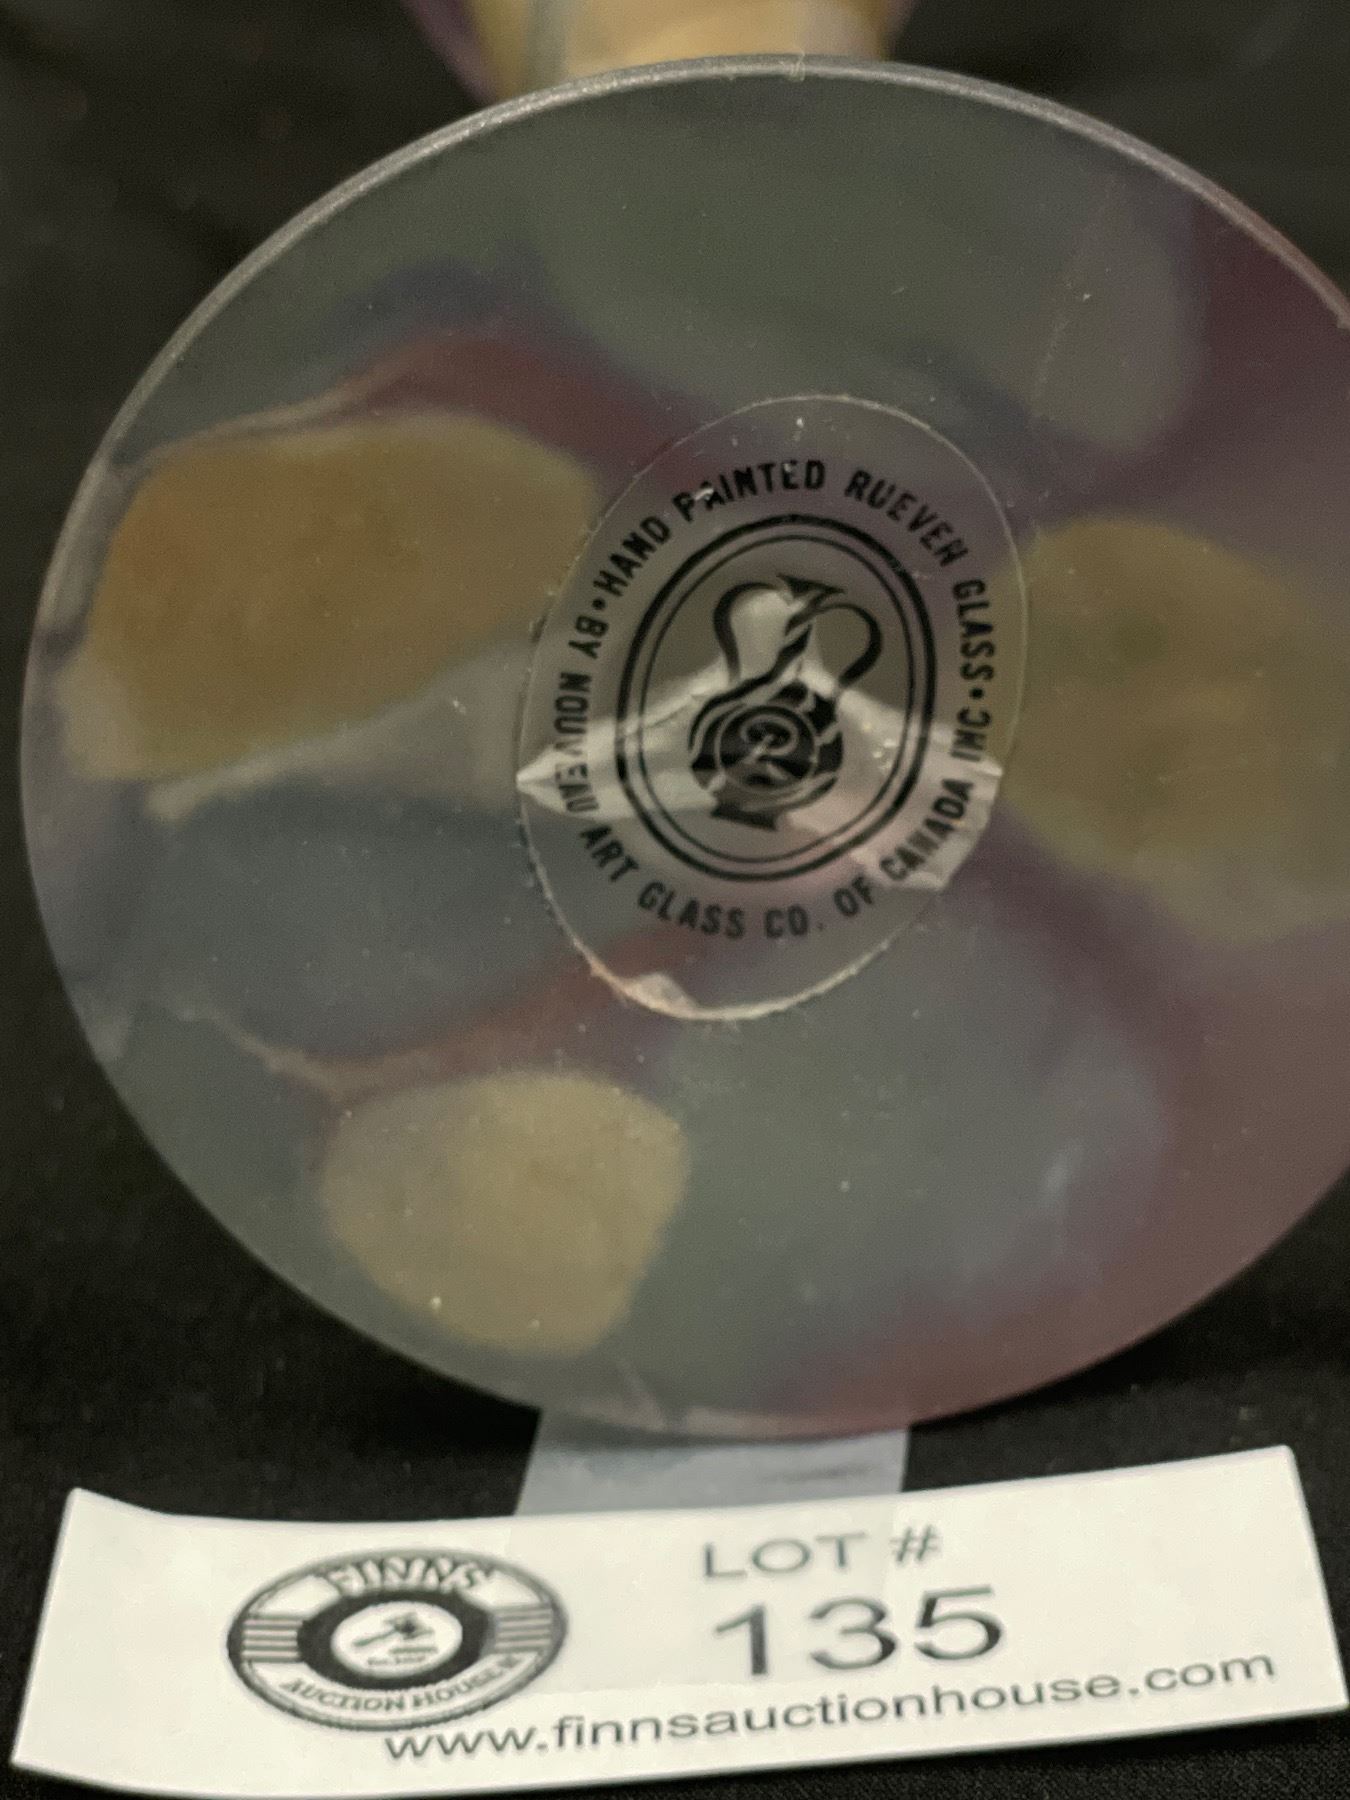 HAND PAINTED RUEVEN GLASS • BY NOUVEAU ART GLASS CO. OF CANADA INC •
FINNS
AUCTION HOUSE
LOT #
135
www.finnsauctionhouse.com